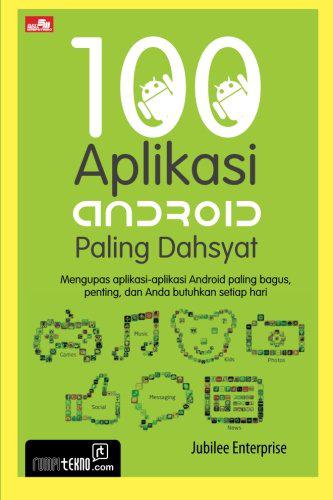 100
Aplikasi
android
Paling Dahsyat
Mengupas aplikasi-aplikasi Android paling bagus,
penting, dan Anda butuhkan setiap hari
Games
Music
Kids
Photos
Social
Messaging
News
rumahtekno.com
Jubilee Enterprise